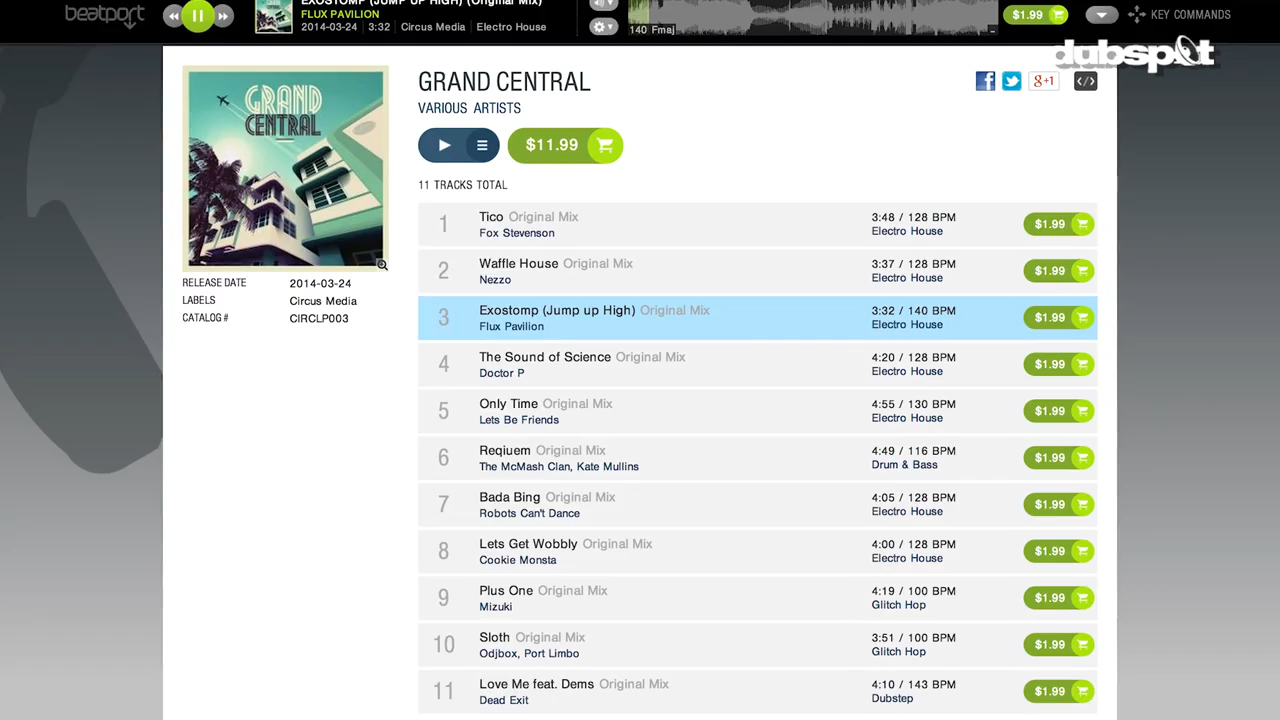 beatport
EXOSTOMP (JUMP UP HIGH) (Original Mix)
FLUX PAVILION
2014-03-24 3:32 Circus Media Electro House
140 Fmaj
$1.99
KEY COMMANDS
dubspot
GRAND CENTRAL
GRAND CENTRAL
VARIOUS ARTISTS
g+1
$11.99
11 TRACKS TOTAL
RELEASE DATE 2014-03-24
LABELS Circus Media
CATALOG # CIRCLP003
1 Tico Original Mix 3:48 / 128 BPM $1.99
Fox Stevenson Electro House
2 Waffle House Original Mix 3:37 / 128 BPM $1.99
Nezzo Electro House
3 Exostomp (Jump up High) Original Mix 3:32 / 140 BPM $1.99
Flux Pavilion Electro House
4 The Sound of Science Original Mix 4:20 / 128 BPM $1.99
Doctor P Electro House
5 Only Time Original Mix 4:55 / 130 BPM $1.99
Lets Be Friends Electro House
6 Reqiuem Original Mix 4:49 / 116 BPM $1.99
The McMash Clan, Kate Mullins Drum & Bass
7 Bada Bing Original Mix 4:05 / 128 BPM $1.99
Robots Can't Dance Electro House
8 Lets Get Wobbly Original Mix 4:00 / 128 BPM $1.99
Cookie Monsta Electro House
9 Plus One Original Mix 4:19 / 100 BPM $1.99
Mizuki Glitch Hop
10 Sloth Original Mix 3:51 / 100 BPM $1.99
Odjbox, Port Limbo Glitch Hop
11 Love Me feat. Dems Original Mix 4:10 / 143 BPM $1.99
Dead Exit Dubstep